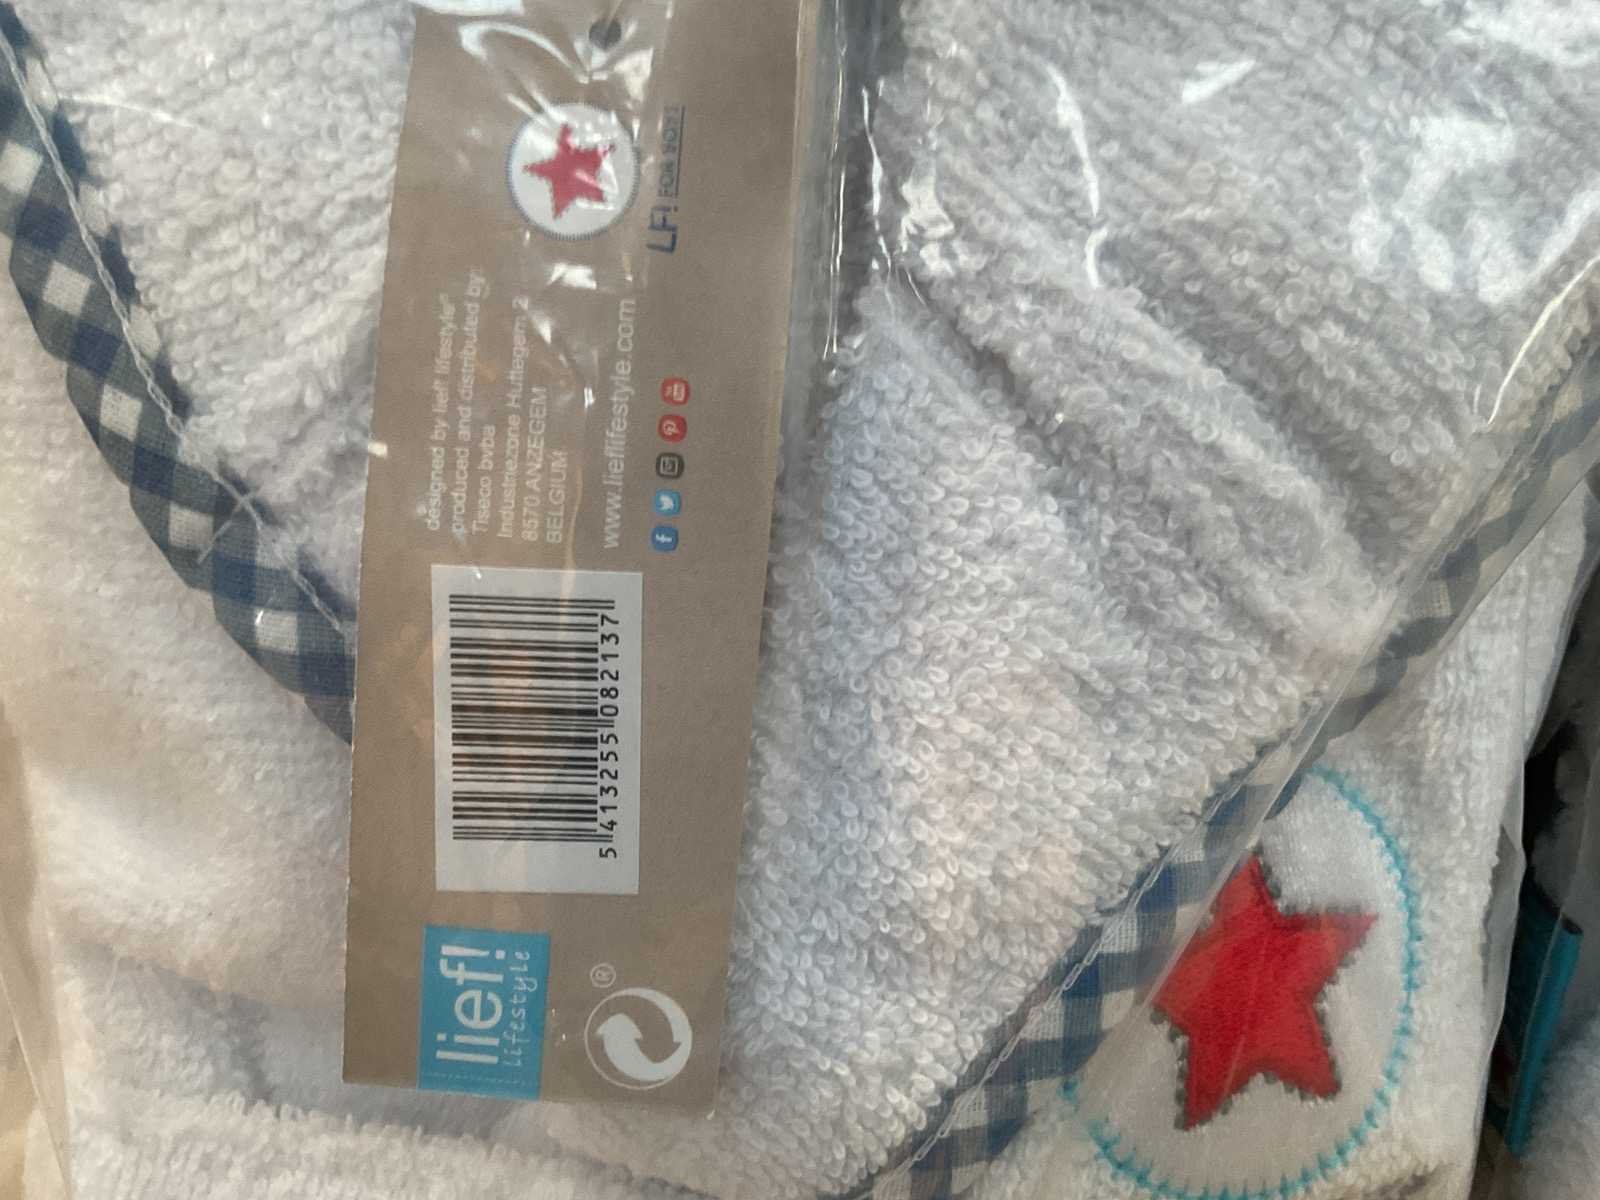 LF! FOR BOYS
designed by lief! lifestyle®
produced and distributed by
Tiseco bvba
Industriezone Huttegem 2
8570 ANZEGEM
BELGIUM
www.lieflifestyle.com
5 413255 082137
lief!
lifestyle
®